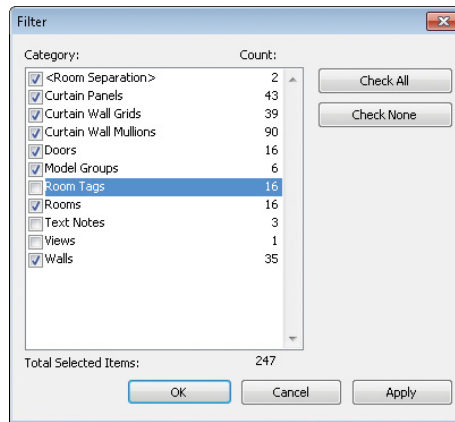 Filter
Category: Count:
<Room Separation> 2
Curtain Panels 43
Curtain Wall Grids 39
Curtain Wall Mullions 90
Doors 16
Model Groups 6
Room Tags 16
Rooms 16
Text Notes 3
Views 1
Walls 35
Check All
Check None
Total Selected Items: 247
OK Cancel Apply